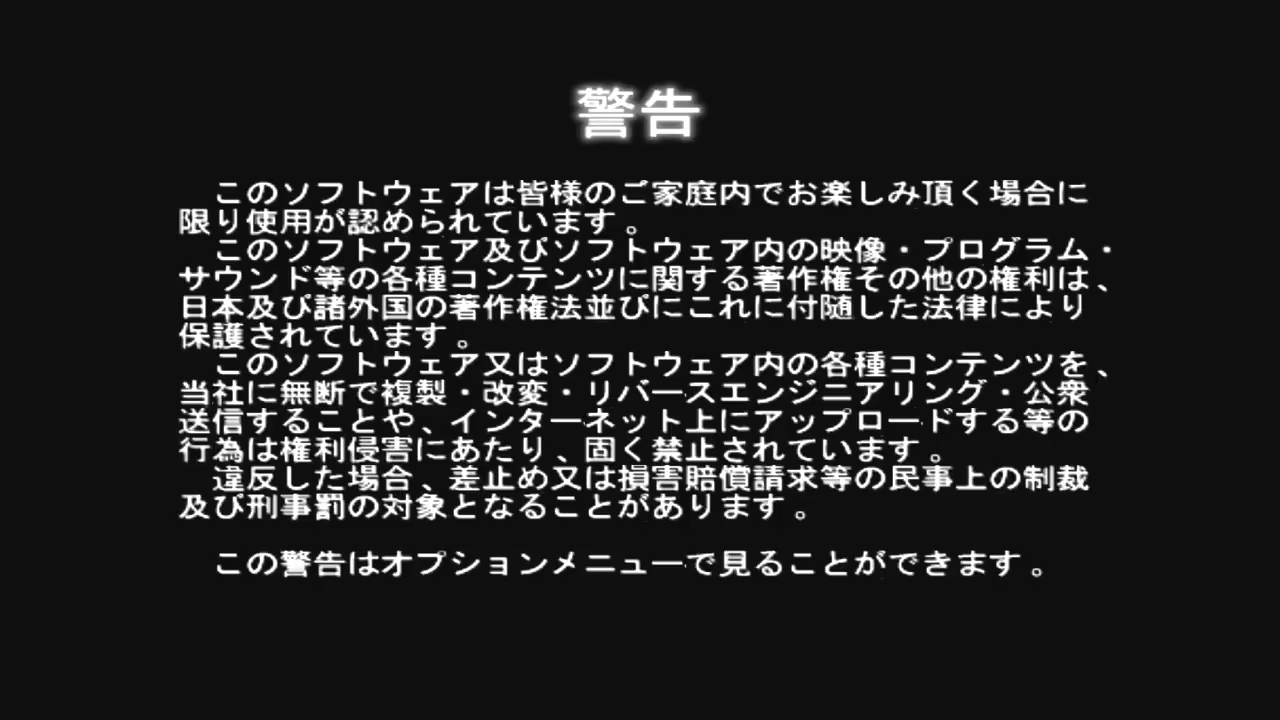 警告
このソフトウェアは皆様のご家庭内でお楽しみ頂く場合に
限り使用が認められています。
このソフトウェア及びソフトウェア内の映像・プログラム・
サウンド等の各種コンテンツに関する著作権その他の権利は、
日本及び諸外国の著作権法並びにこれに付随した法律により
保護されています。
このソフトウェア又はソフトウェア内の各種コンテンツを、
当社に無断で複製・改変・リバースエンジニアリング・公衆
送信することや、インターネット上にアップロードする等の
行為は権利侵害にあたり、固く禁止されています。
違反した場合、差止め又は損害賠償請求等の民事上の制裁
及び刑事罰の対象となることがあります。
この警告はオプションメニューで見ることができます。